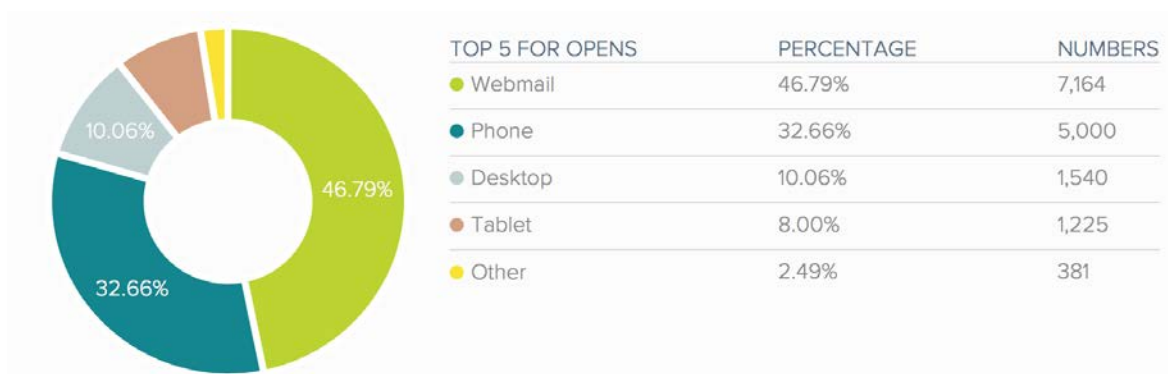 10.06%
46.79%
32.66%
TOP 5 FOR OPENS PERCENTAGE NUMBERS
Webmail 46.79% 7,164
Phone 32.66% 5,000
Desktop 10.06% 1,540
Tablet 8.00% 1,225
Other 2.49% 381